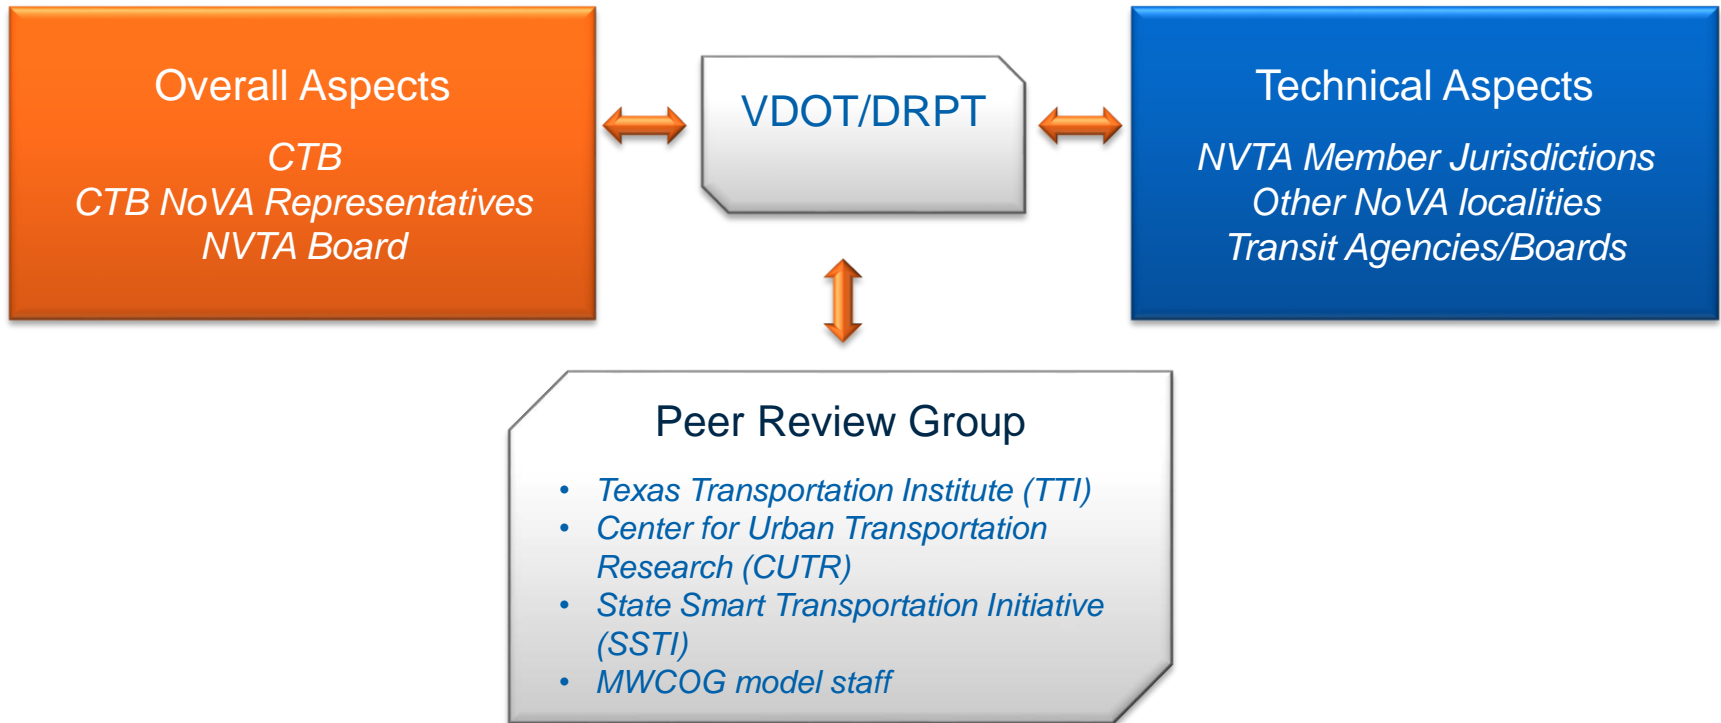 Overall Aspects
CTB
CTB NoVA Representatives
NVTA Board
VDOT/DRPT
Technical Aspects
NVTA Member Jurisdictions
Other NoVA localities
Transit Agencies/Boards
Peer Review Group
• Texas Transportation Institute (TTI)
• Center for Urban Transportation
Research (CUTR)
• State Smart Transportation Initiative
(SSTI)
• MWCOG model staff